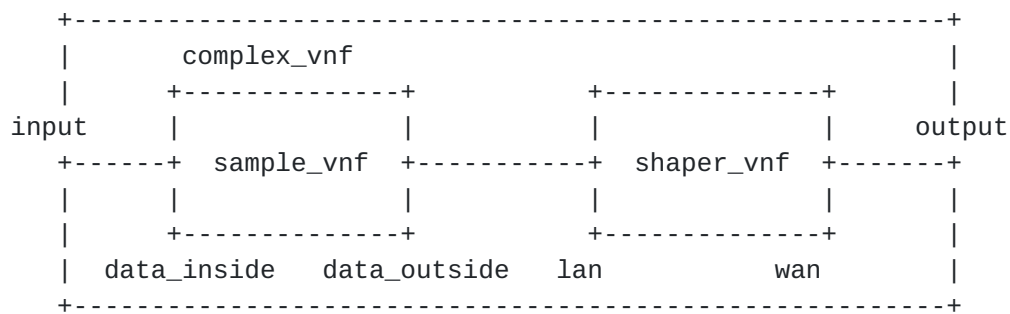 complex_vnf
input output
sample_vnf shaper_vnf
data_inside data_outside lan wan